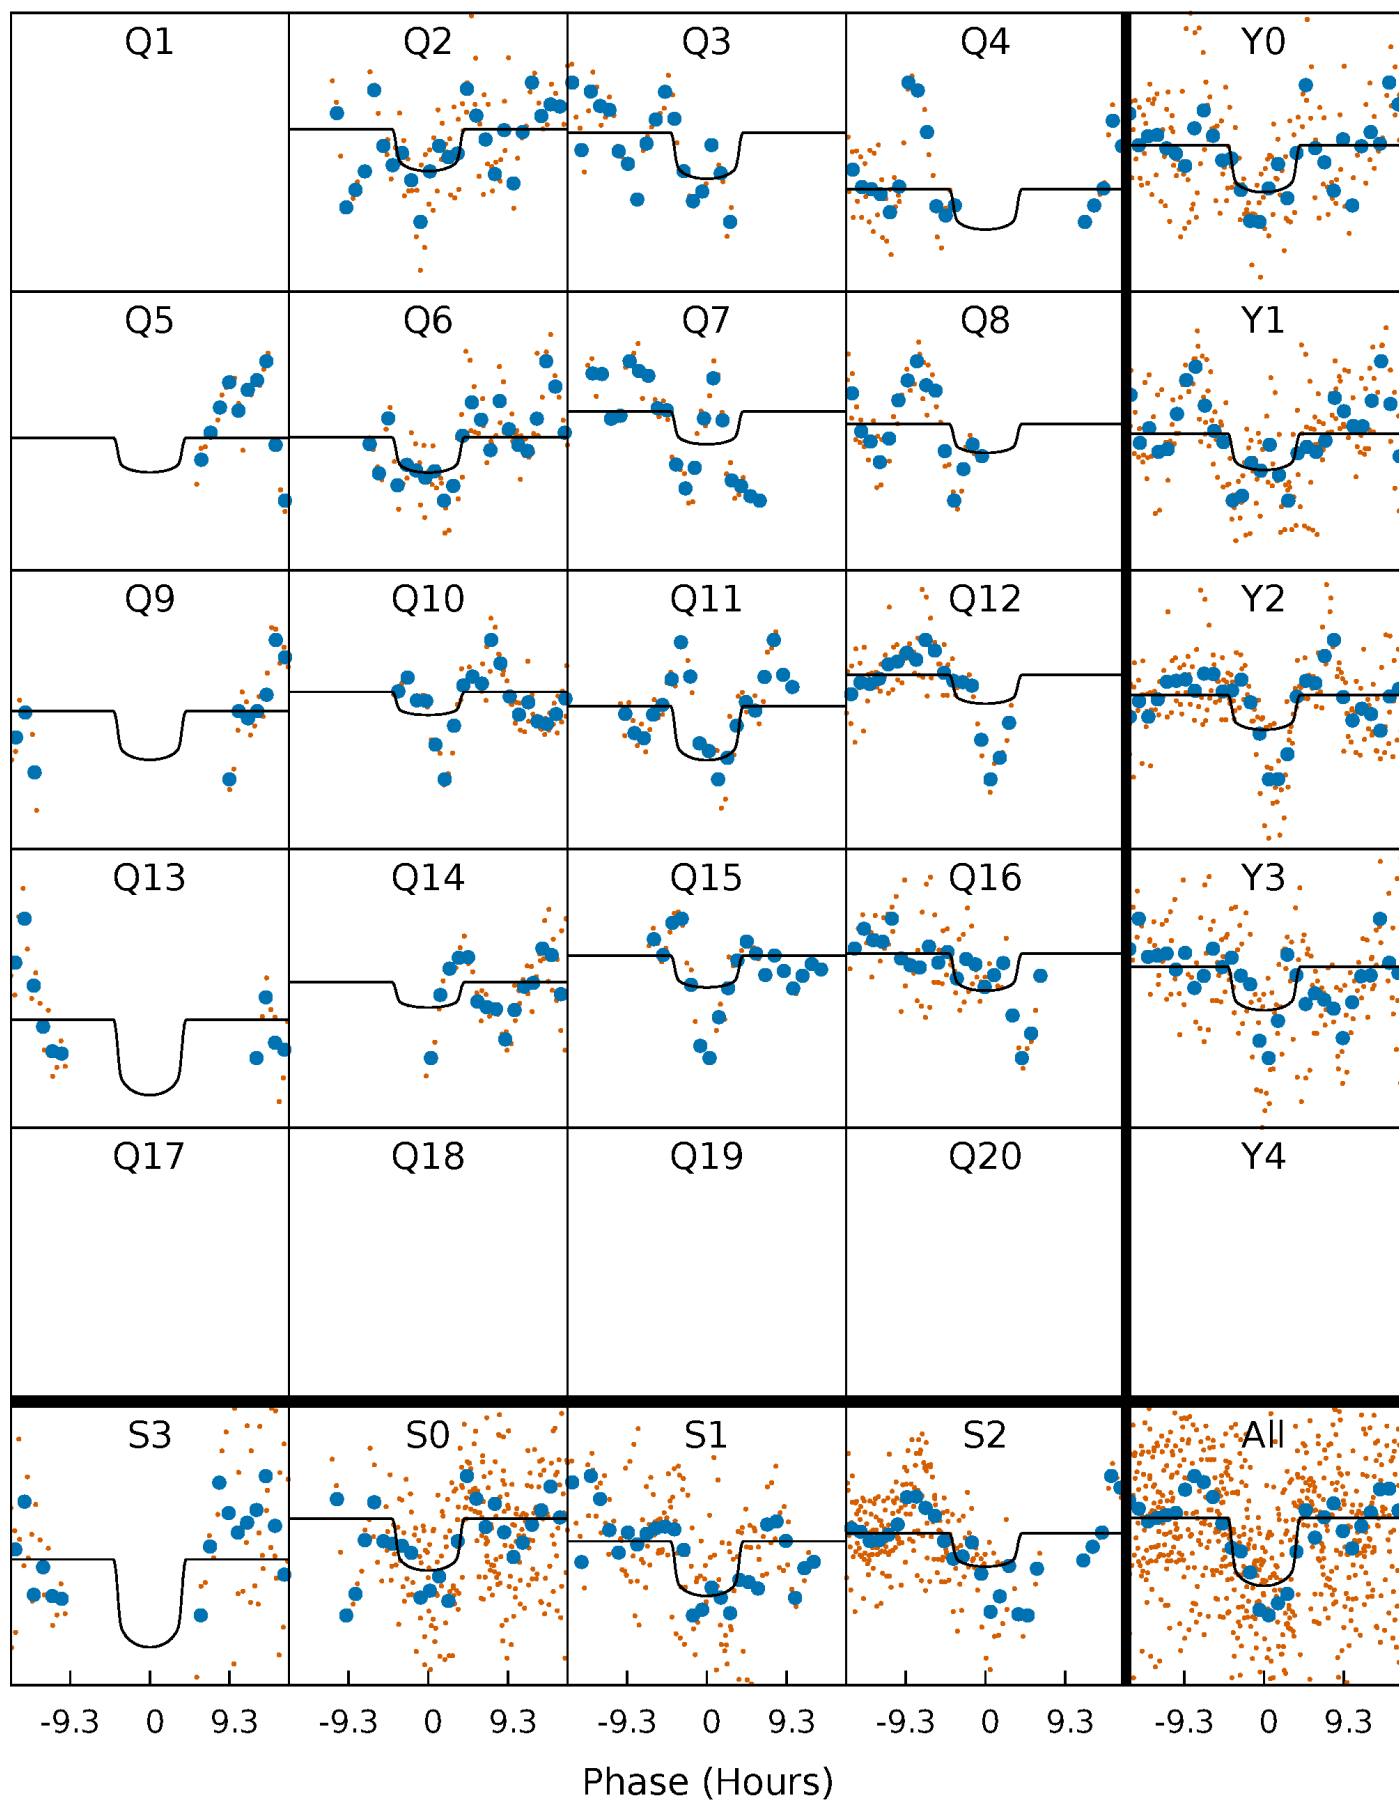 Q1 Q2 Q3 Q4 Y0
Q5 Q6 Q7 Q8 Y1
Q9 Q10 Q11 Q12 Y2
Q13 Q14 Q15 Q16 Y3
Q17 Q18 Q19 Q20 Y4
S3 S0 S1 S2 All
-9.3 0 9.3 -9.3 0 9.3 -9.3 0 9.3 -9.3 0 9.3 -9.3 0 9.3
Phase (Hours)